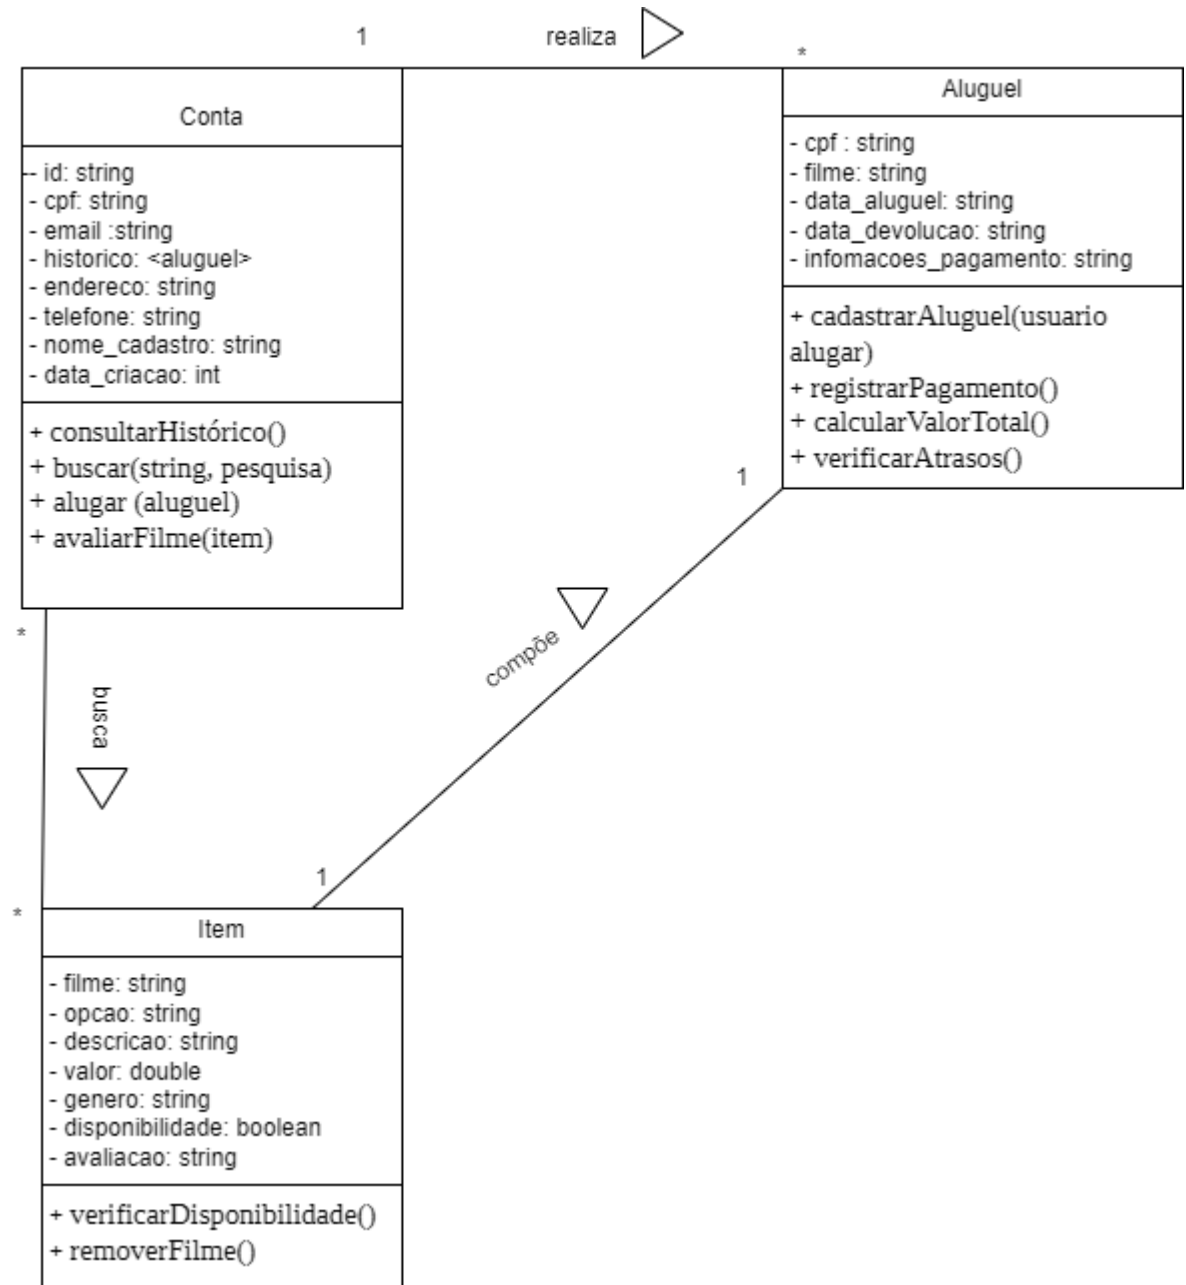 1
realiza
*
Conta
-- id: string
- cpf: string
- email :string
- historico: <aluguel>
- endereco: string
- telefone: string
- nome_cadastro: string
- data_criacao: int
+ consultarHistórico()
+ buscar(string, pesquisa)
+ alugar (aluguel)
+ avaliarFilme(item)
Aluguel
- cpf : string
- filme: string
- data_aluguel: string
- data_devolucao: string
- infomacoes_pagamento: string
+ cadastrarAluguel(usuario
alugar)
+ registrarPagamento()
+ calcularValorTotal()
+ verificarAtrasos()
1
compõe
1
*
busca
*
Item
- filme: string
- opcao: string
- descricao: string
- valor: double
- genero: string
- disponibilidade: boolean
- avaliacao: string
+ verificarDisponibilidade()
+ removerFilme()